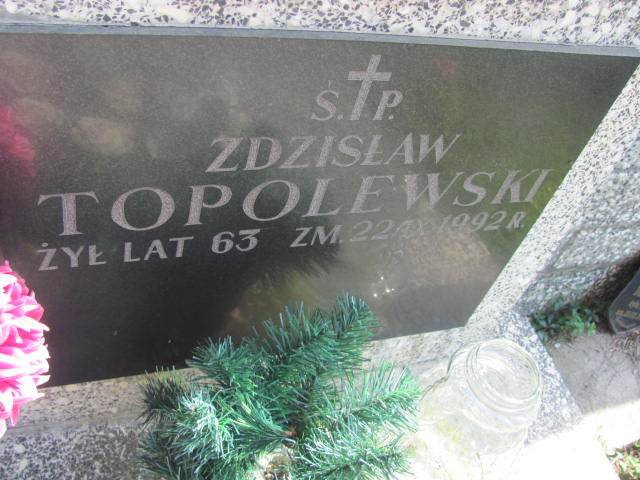 Ś.P.
ZDZISŁAW
TOPOLEWSKI
ŻYŁ LAT 63 ZM. 22 1992 R.